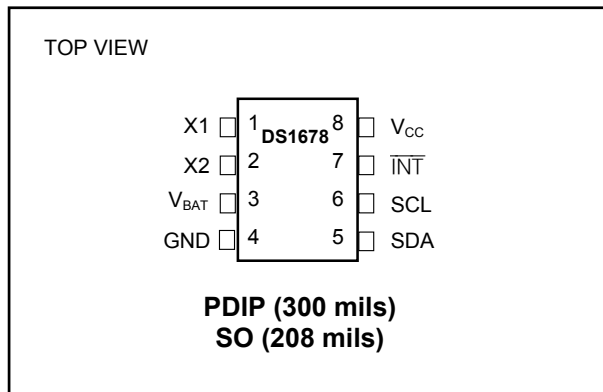 TOP VIEW
X1 1 DS1678 8 VCC
X2 2 7 INT
VBAT 3 6 SCL
GND 4 5 SDA
PDIP (300 mils)
SO (208 mils)